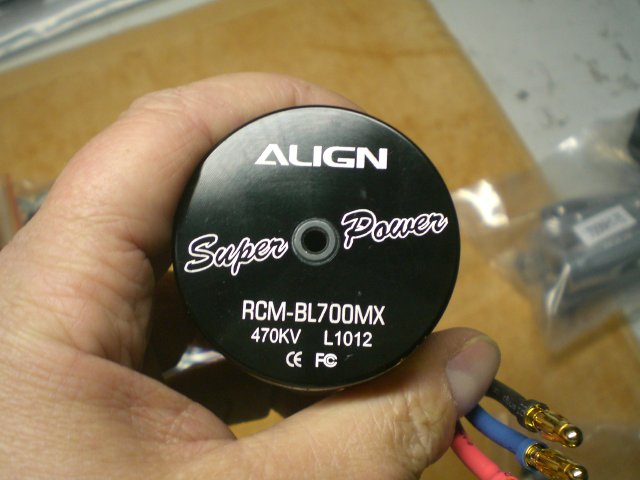 ALIGN
Super Power
RCM-BL700MX
470KV L1012
CE FC